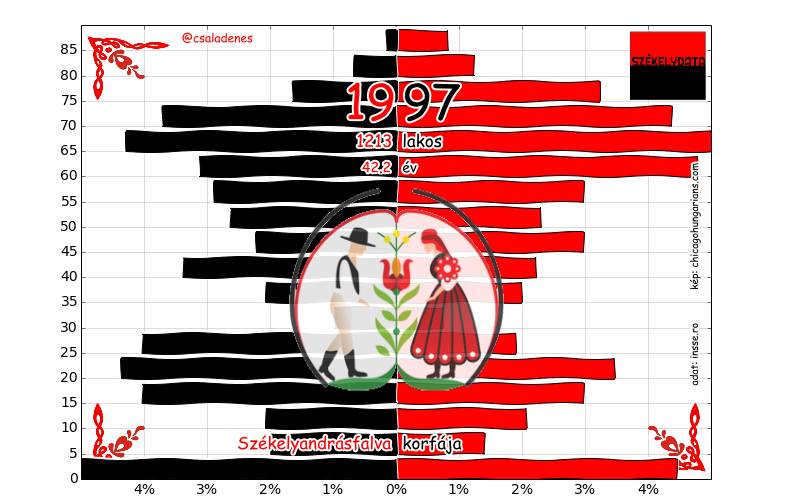 @csaladenes
SZÉKELYDATA
1997
1213 lakos
42,2 év
kép: chicagohungarians.com
adat: insse.ro
Székelyandrásfalva korfája
85
80
75
70
65
60
55
50
45
40
35
30
25
20
15
10
5
0
4% 3% 2% 1% 0% 1% 2% 3% 4%